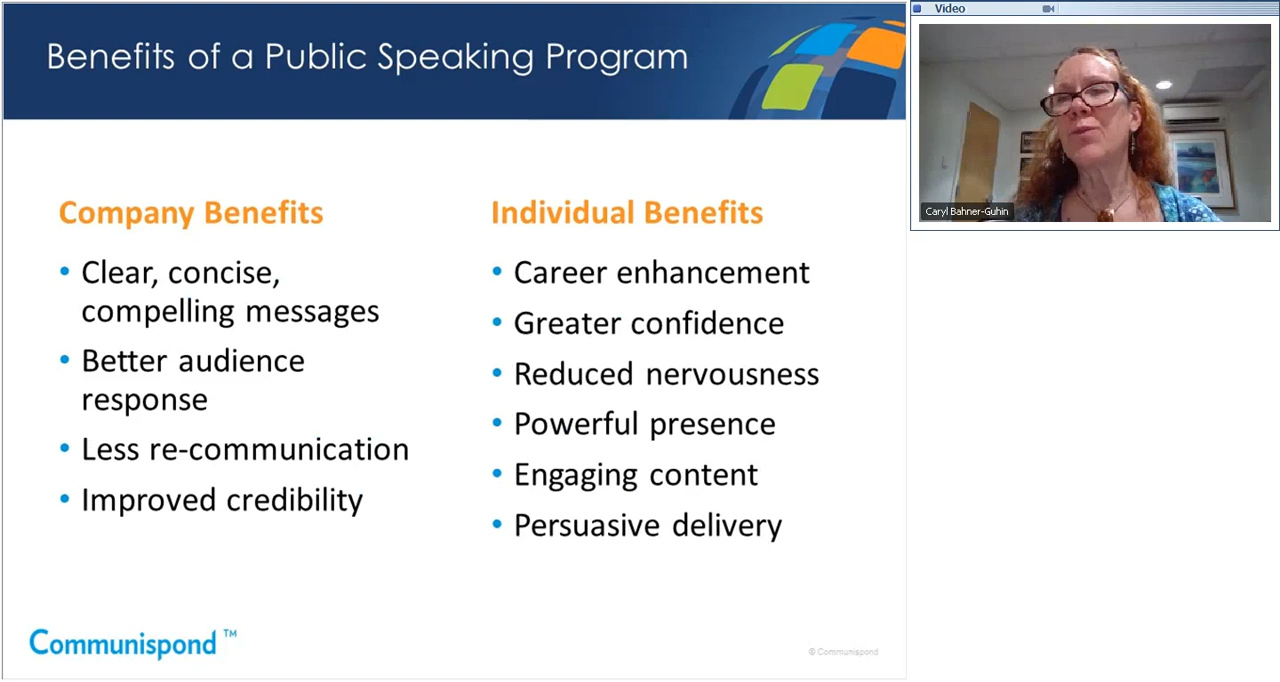 Benefits of a Public Speaking Program
Company Benefits
• Clear, concise,
compelling messages
• Better audience
response
• Less re-communication
• Improved credibility
Individual Benefits
• Career enhancement
• Greater confidence
• Reduced nervousness
• Powerful presence
• Engaging content
• Persuasive delivery
Communispond™
© Communispond
Video
Caryl Bahner-Guhin